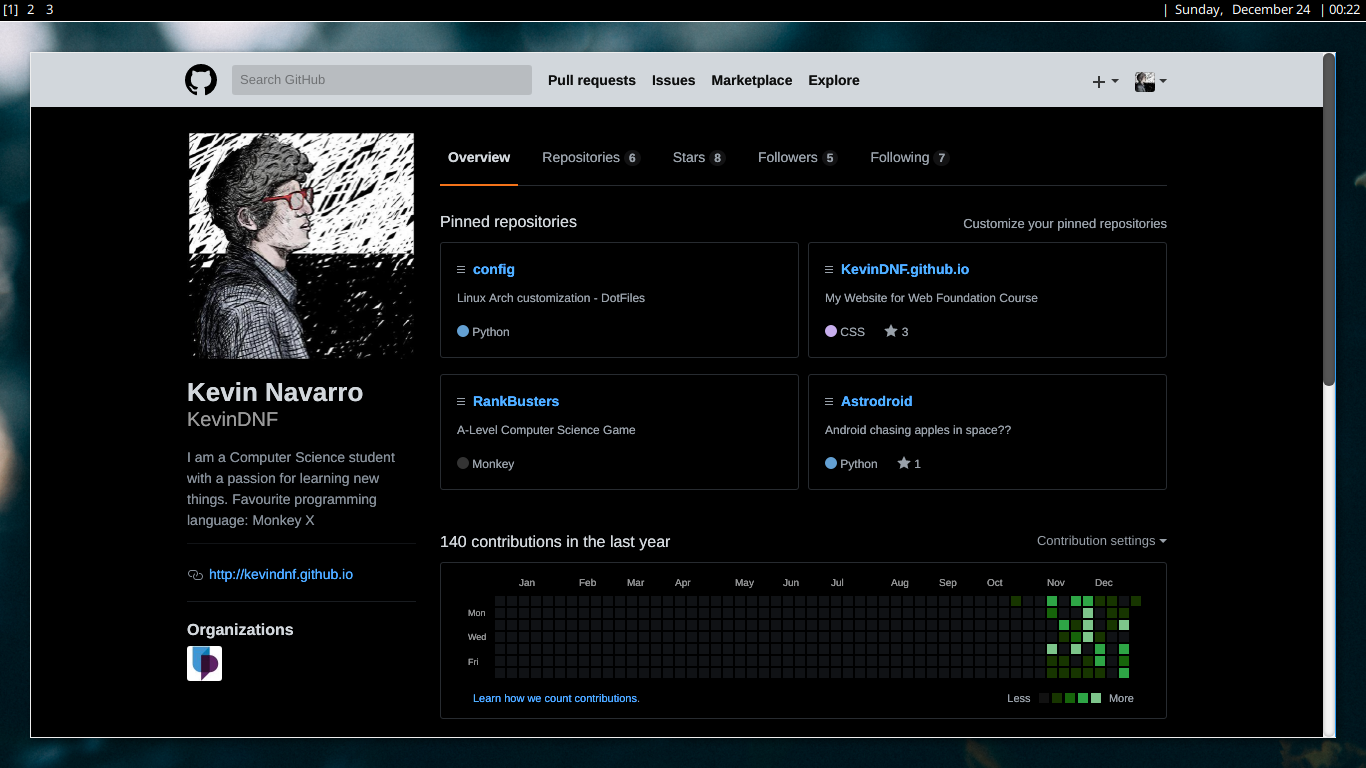 [1] 2 3 | Sunday, December 24 | 00:22
Search GitHub Pull requests Issues Marketplace Explore
Overview Repositories 6 Stars 8 Followers 5 Following 7
Pinned repositories Customize your pinned repositories
config
Linux Arch customization - DotFiles
Python
KevinDNF.github.io
My Website for Web Foundation Course
CSS 3
RankBusters
A-Level Computer Science Game
Monkey
Astrodroid
Android chasing apples in space??
Python 1
Kevin Navarro
KevinDNF
I am a Computer Science student
with a passion for learning new
things. Favourite programming
language: Monkey X
http://kevindnf.github.io
Organizations
140 contributions in the last year Contribution settings
Jan Feb Mar Apr May Jun Jul Aug Sep Oct Nov Dec
Mon
Wed
Fri
Learn how we count contributions. Less More